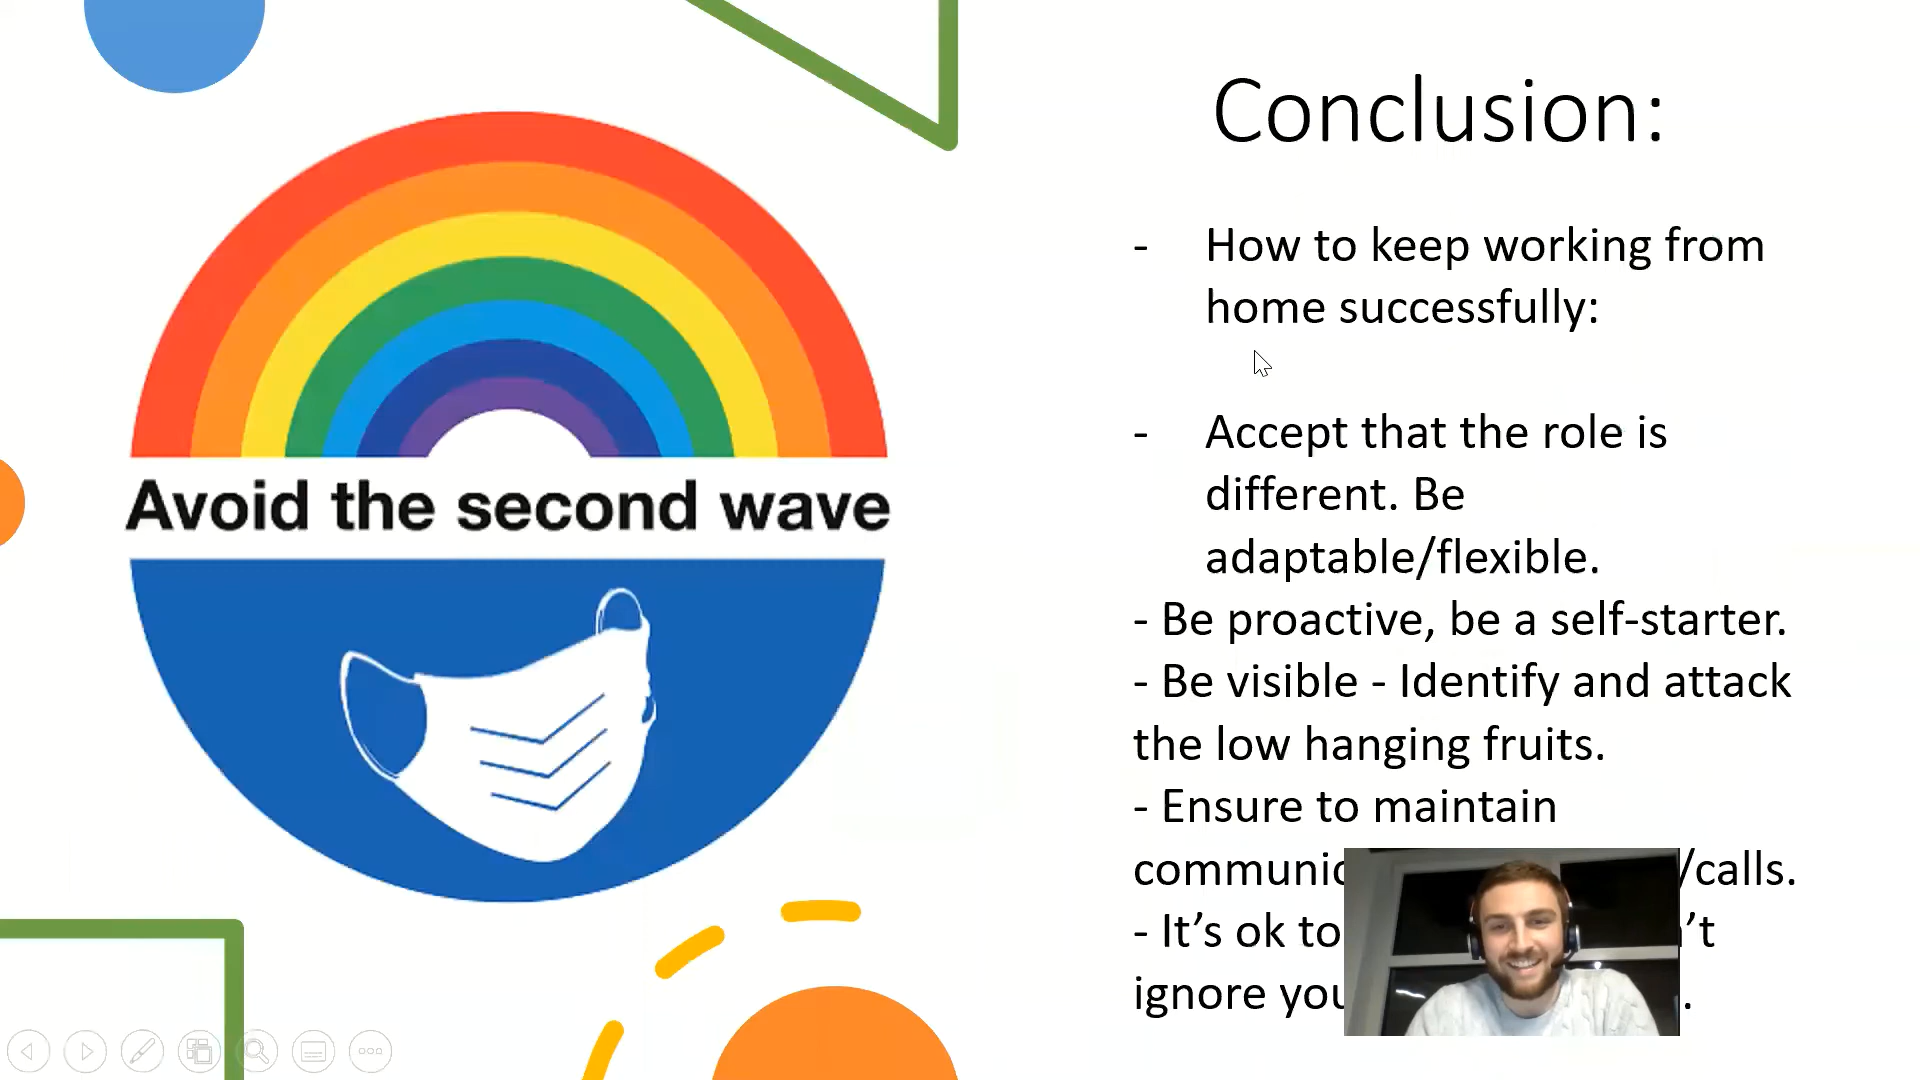 Conclusion:
- How to keep working from
home successfully:
- Accept that the role is
different. Be
adaptable/flexible.
- Be proactive, be a self-starter.
- Be visible - Identify and attack
the low hanging fruits.
- Ensure to maintain
/calls.
- It’s ok to
ignore
Avoid the second wave